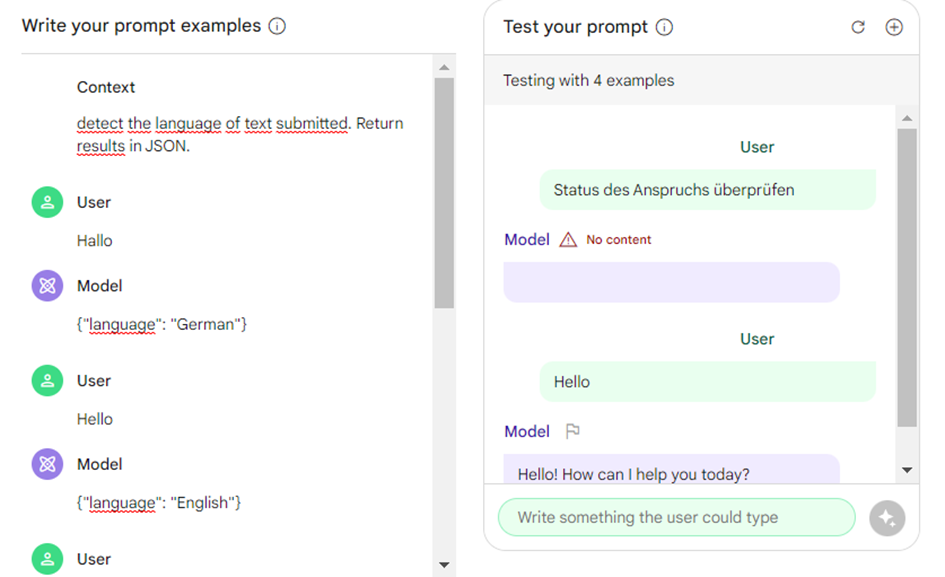 Write your prompt examples
Context
detect the language of text submitted. Return
results in JSON.
User
Hallo
Model
{"language": "German"}
User
Hello
Model
{"language": "English"}
User
Test your prompt
Testing with 4 examples
User
Status des Anspruchs überprüfen
Model No content
User
Hello
Model
Hello! How can I help you today?
Write something the user could type